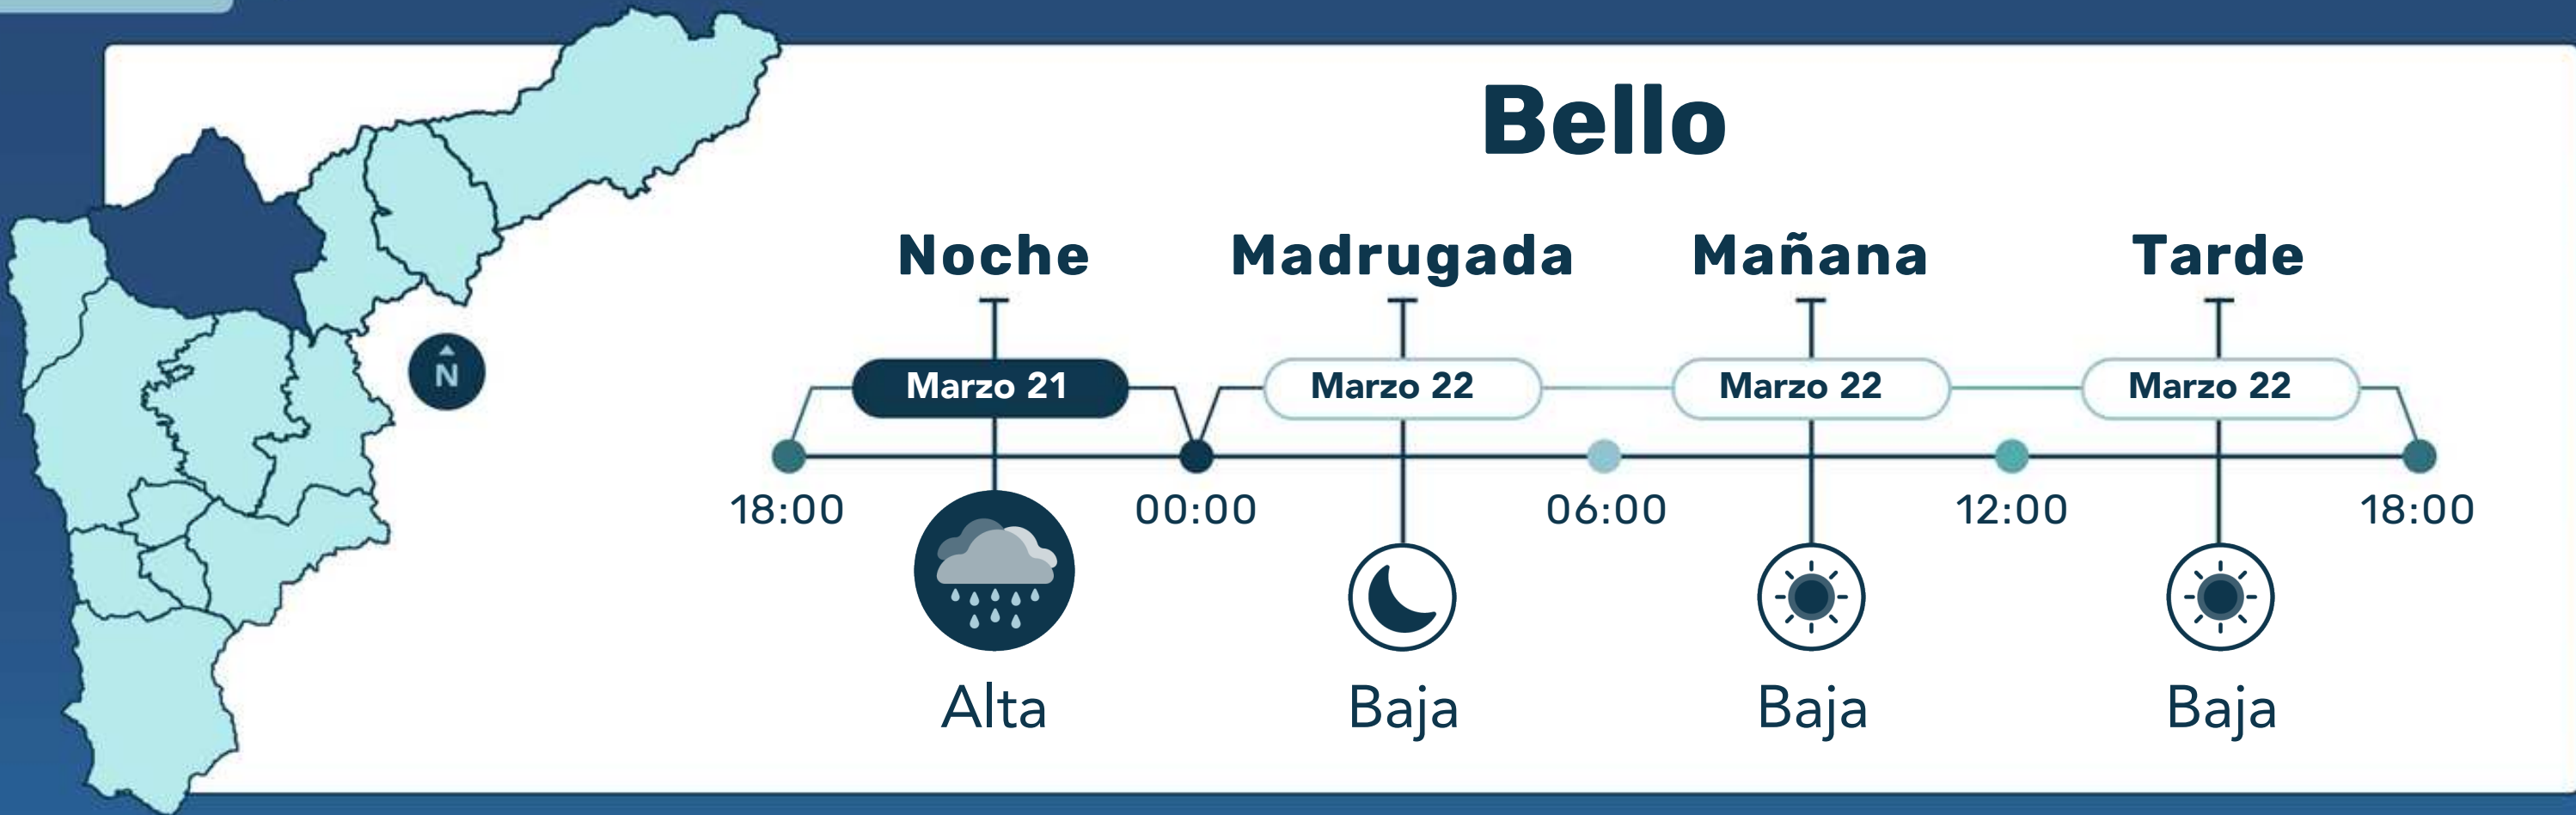 Bello
Noche Madrugada Mañana Tarde
N
Marzo 21 Marzo 22 Marzo 22 Marzo 22
18:00 00:00 06:00 12:00 18:00
Alta Baja Baja Baja